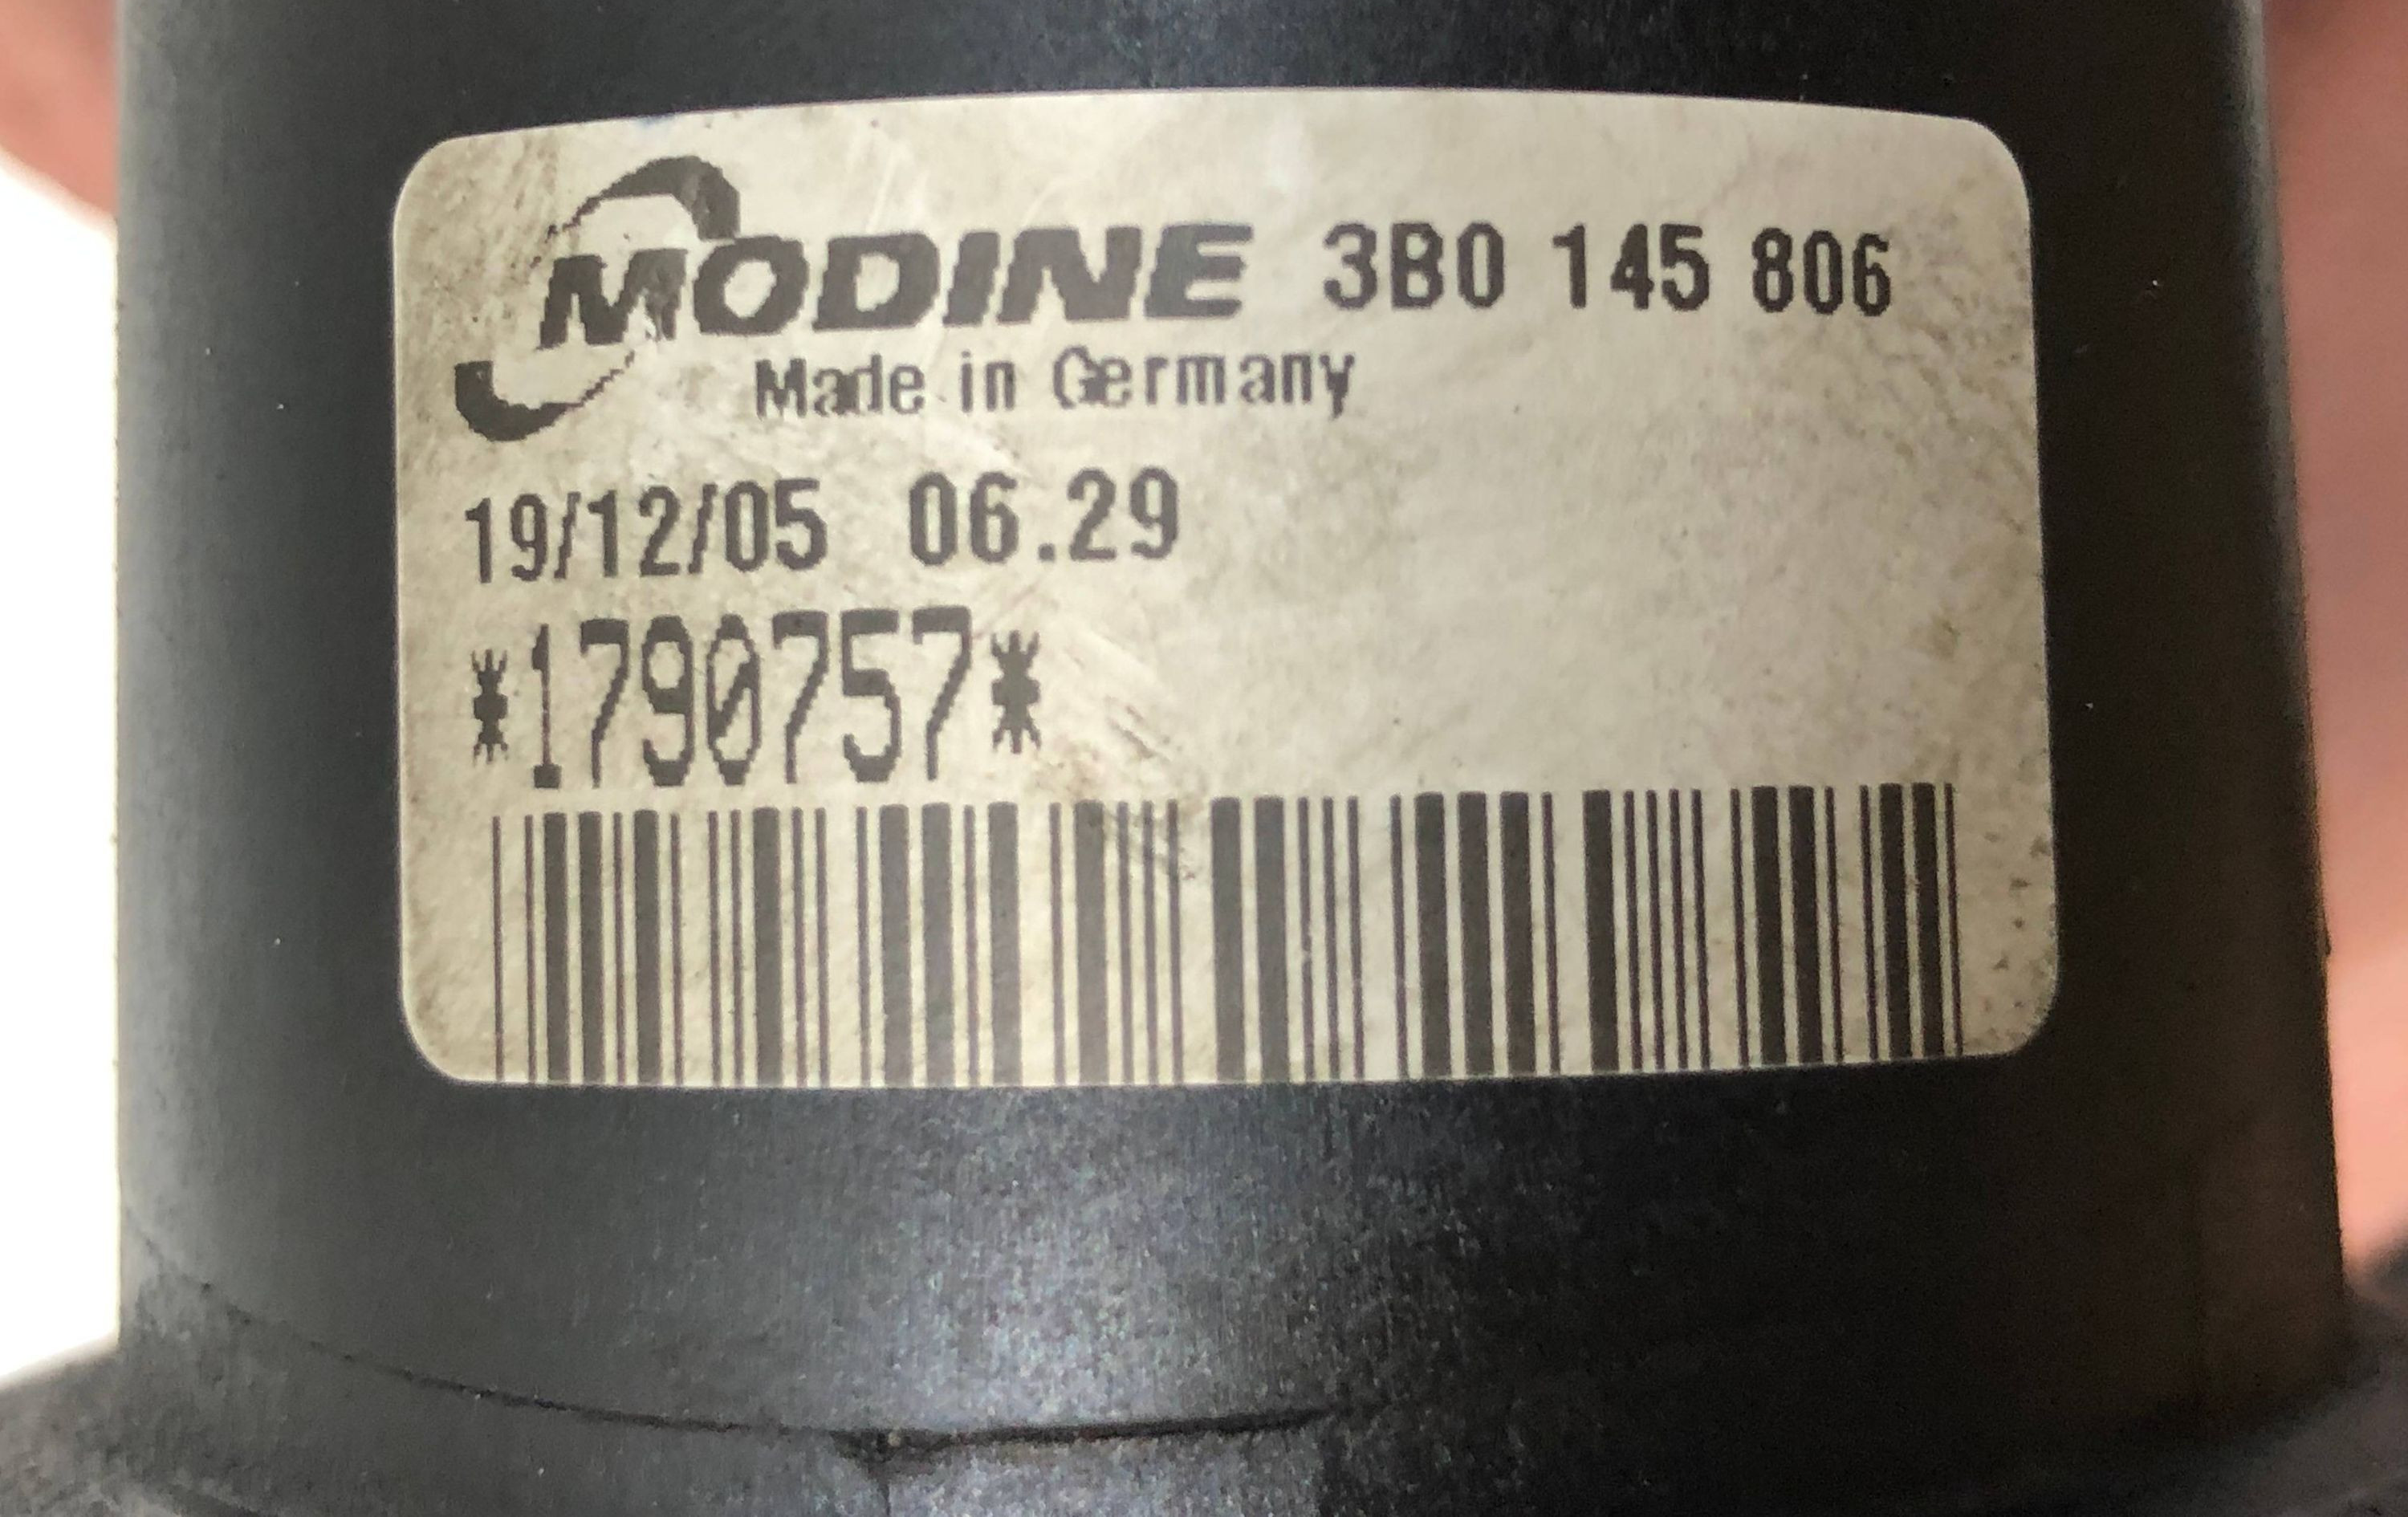 MODINE 3B0 145 806
Made in Germany
19/12/05 06.29
*1790757*